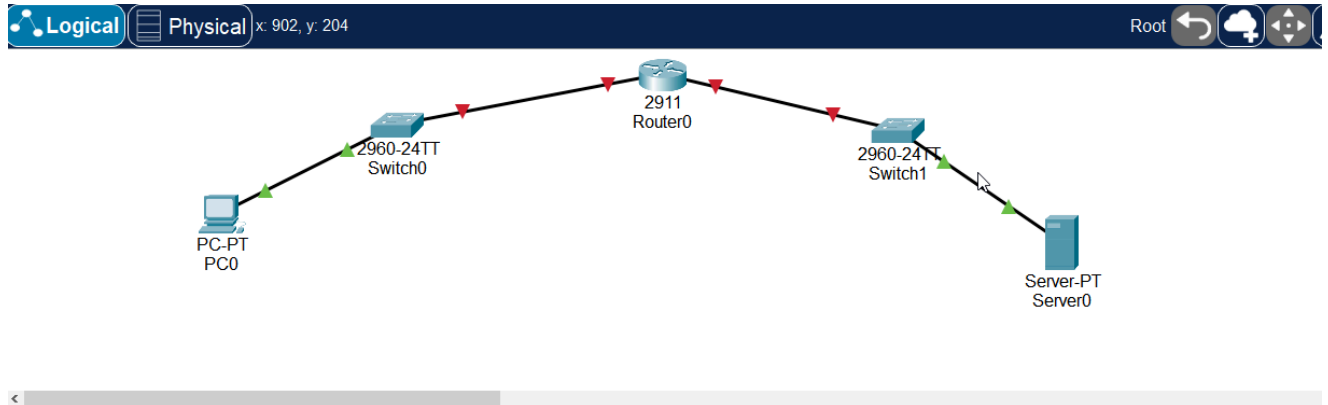 Logical Physical x: 902, y: 204 Root
2911
Router0
2960-24TT
Switch0
2960-24TT
Switch1
PC-PT
PC0
Server-PT
Server0